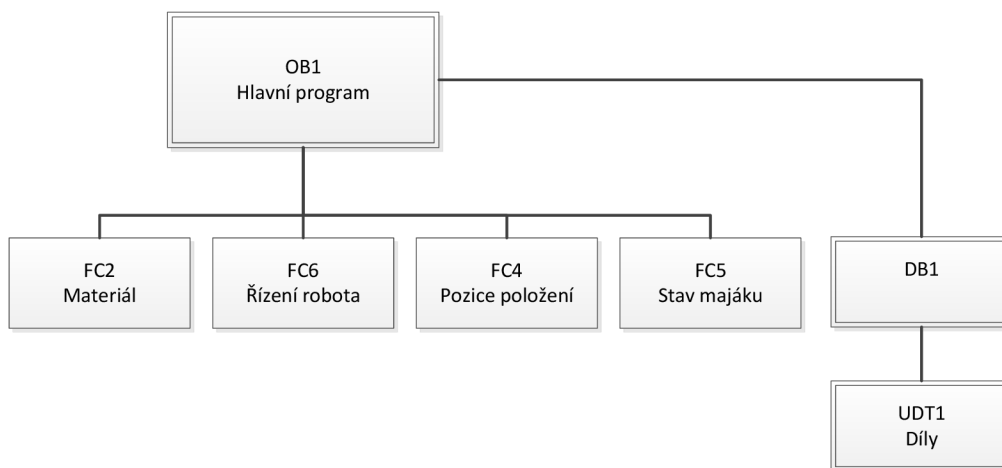 OB1
Hlavní program
FC2
Materiál
FC6
Řízení robota
FC4
Pozice položení
FC5
Stav majáku
DB1
UDT1
Díly